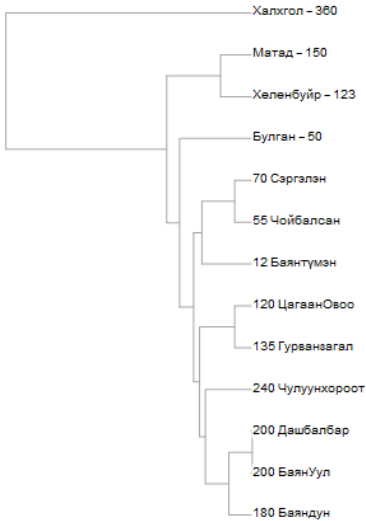 Халхгол – 360
Матад – 150
Хөлөнбуйр – 123
Булган – 50
70 Сэргэлэн
55 Чойбалсан
12 Баянтүмэн
120 ЦагаанОвоо
135 Гурванзагал
240 Чулуунхороот
200 Дашбалбар
200 БаянУул
180 Баяндун